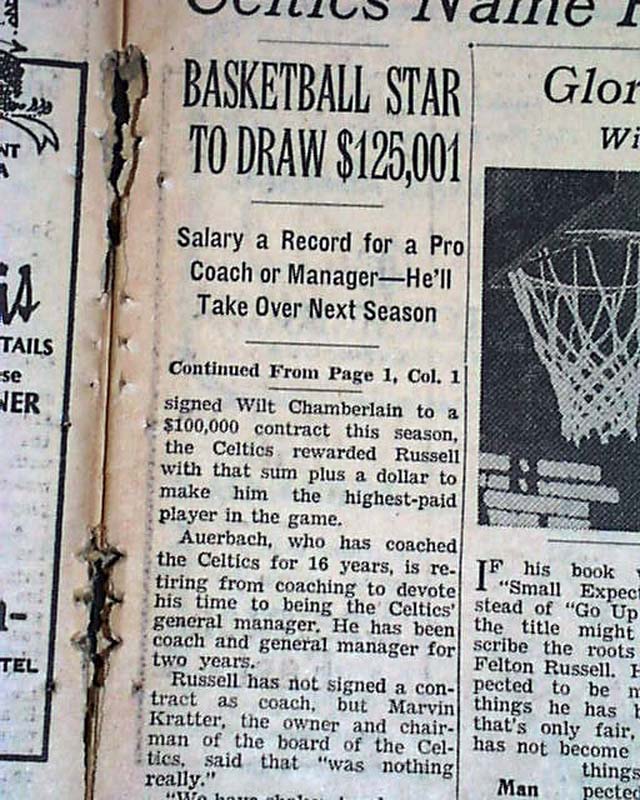 Celtics Name
BASKETBALL STAR
TO DRAW $125,001
Salary a Record for a Pro
Coach or Manager—He'll
Take Over Next Season
Continued From Page 1, Col. 1
signed Wilt Chamberlain to a
$100,000 contract this season,
the Celtics rewarded Russell
with that sum plus a dollar to
make him the highest-paid
player in the game.
Auerbach, who has coached
the Celtics for 16 years, is re-
tiring from coaching to devote
his time to being the Celtics'
general manager. He has been
coach and general manager for
two years.
Russell has not signed a con-
tract as coach, but Marvin
Kratter, the owner and chair-
man of the board of the Cel-
tics, said that "was nothing
really."
Glor
Wi
IF his book
"Small Expec
stead of "Go Up
the title might
scribe the roots
Felton Russell. H
pected to be m
things he has b
that's only fair,
has not become
things
Man pected
NT
A
is
TAILS
se
NER
TEL